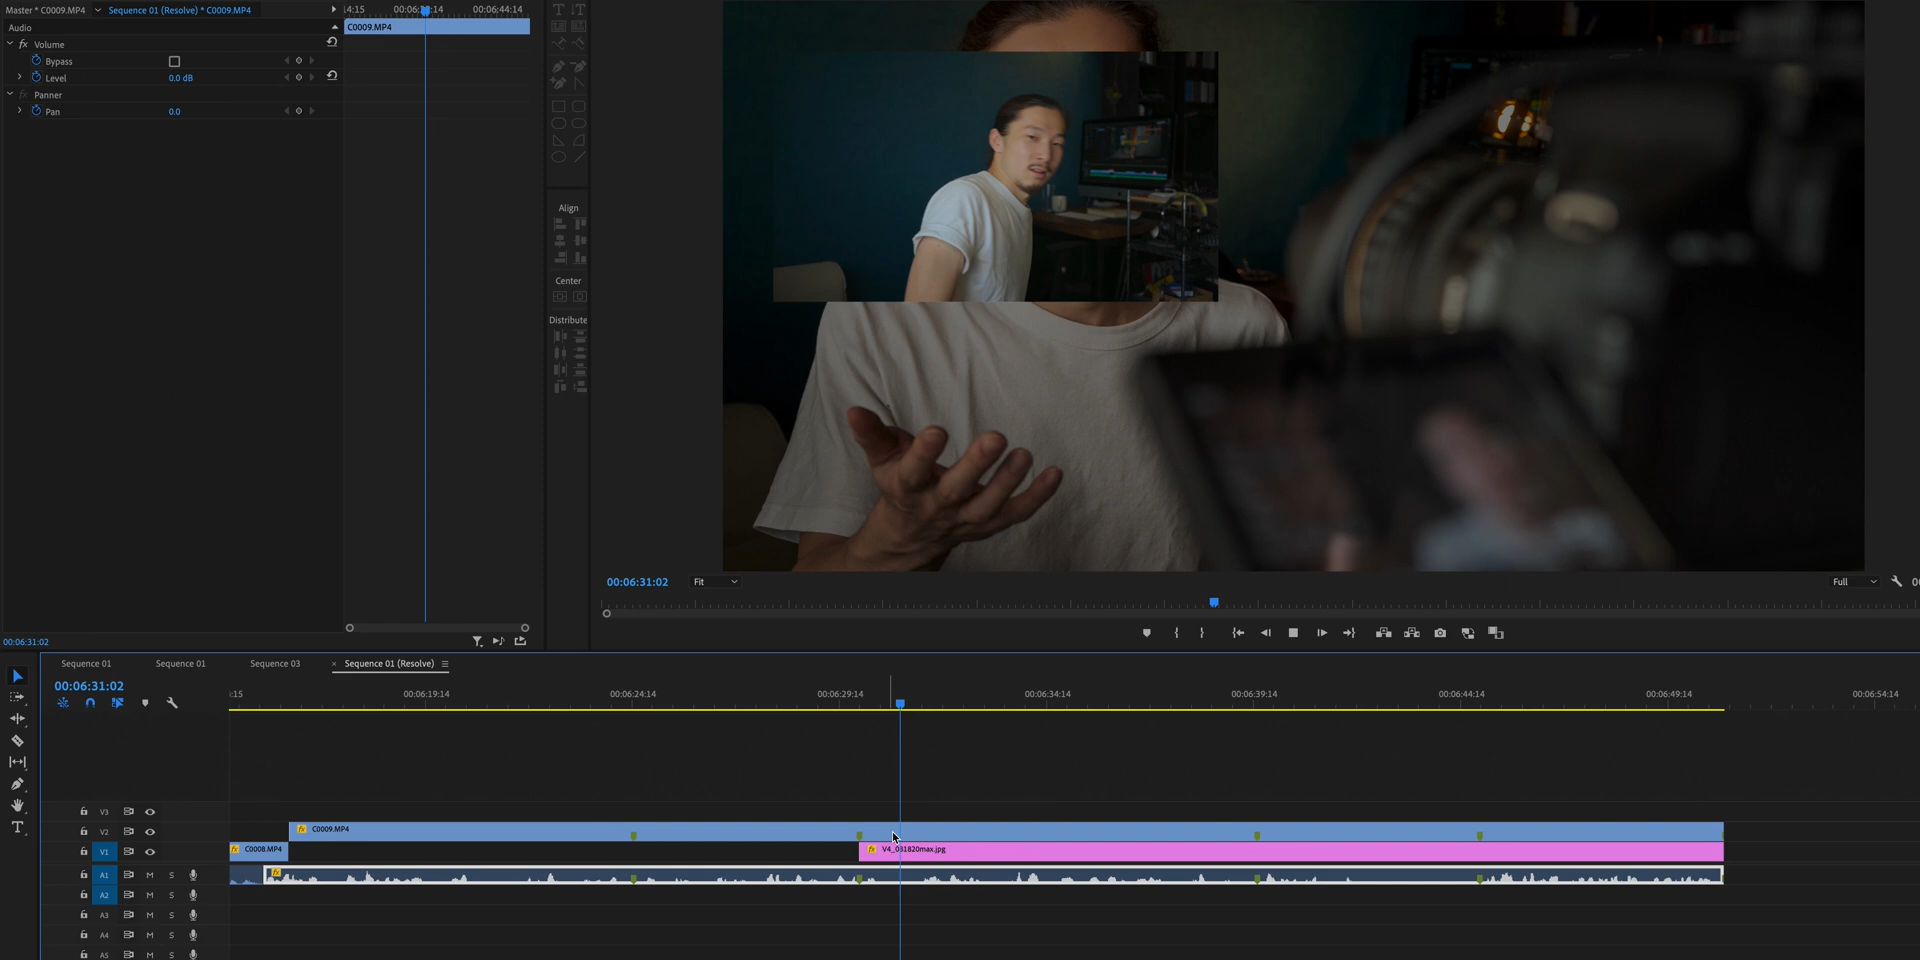 Master * C0009.MP4
Sequence 01 (Resolve) * C0009.MP4
4:15
00:06:44:14
Audio
C0009.MP4
fx Volume
Bypass
Level
0.0 dB
fx Panner
Pan
0.0
Align
Center
Distribute
00:06:31:02
00:06:31:02
Fit
Full
Sequence 01
Sequence 01
Sequence 03
× Sequence 01 (Resolve)
00:06:31:02
:15
00:06:19:14
00:06:24:14
00:06:29:14
00:06:34:14
00:06:39:14
00:06:44:14
00:06:49:14
00:06:54:14
V3
V2
fx C0009.MP4
V1
fx C0008.MP4
fx V4_031820max.jpg
A1 M S
fx
A2 M S
A3 M S
A4 M S
A5 M S